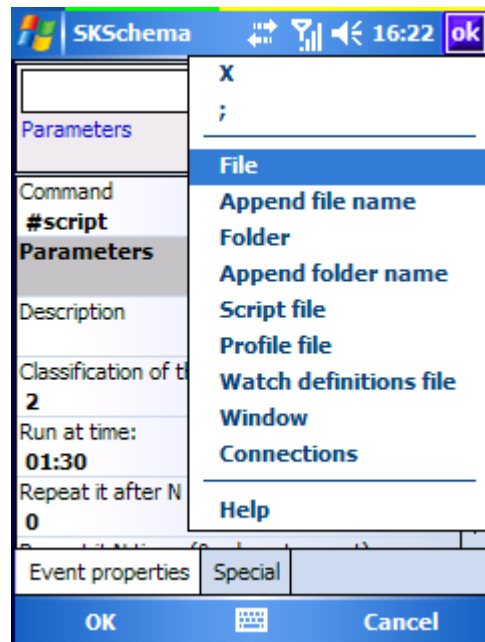 SKSchema 16:22 ok
Parameters
Command
#script
Parameters
Description
Classification of t
2
Run at time:
01:30
Repeat it after N
0
X
;
File
Append file name
Folder
Append folder name
Script file
Profile file
Watch definitions file
Window
Connections
Help
Event properties Special
OK Cancel